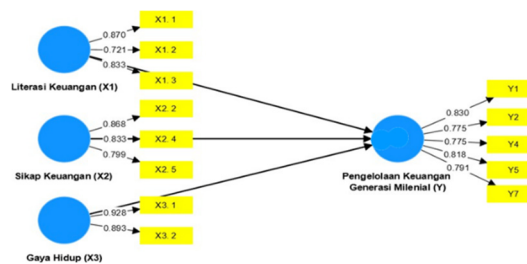 X1. 1
0.870
0.721
X1. 2
0.833
X1. 3
Literasi Keuangan (X1)
X2. 2
0.868
0.833
X2. 4
0.799
X2. 5
Sikap Keuangan (X2)
X3. 1
0.928
0.893
X3. 2
Gaya Hidup (X3)
Y1
0.830
Y2
0.775
0.775
Y4
0.818
Y5
0.791
Y7
Pengelolaan Keuangan
Generasi Milenial (Y)